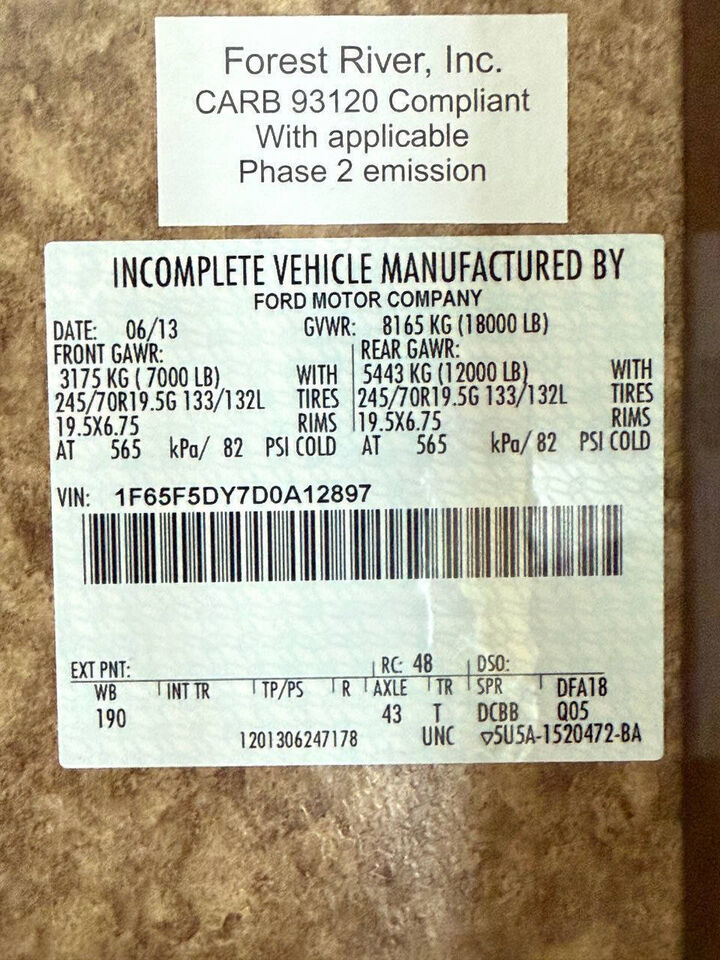 Forest River, Inc.
CARB 93120 Compliant
With applicable
Phase 2 emission
INCOMPLETE VEHICLE MANUFACTURED BY
FORD MOTOR COMPANY
DATE: 06/13 GVWR: 8165 KG (18000 LB)
FRONT GAWR: REAR GAWR:
3175 KG ( 7000 LB) WITH 5443 KG (12000 LB) WITH
245/70R19.5G 133/132L TIRES 245/70R19.5G 133/132L TIRES
19.5X6.75 RIMS 19.5X6.75 RIMS
AT 565 kPa/ 82 PSI COLD AT 565 kPa/ 82 PSI COLD
VIN: 1F65F5DY7D0A12897
EXT PNT: RC: 48 DSO:
WB INT TR TP/PS R AXLE TR SPR DFA18
190 43 T DCBB Q05
1201306247178 UNC ▽5U5A-1520472-BA